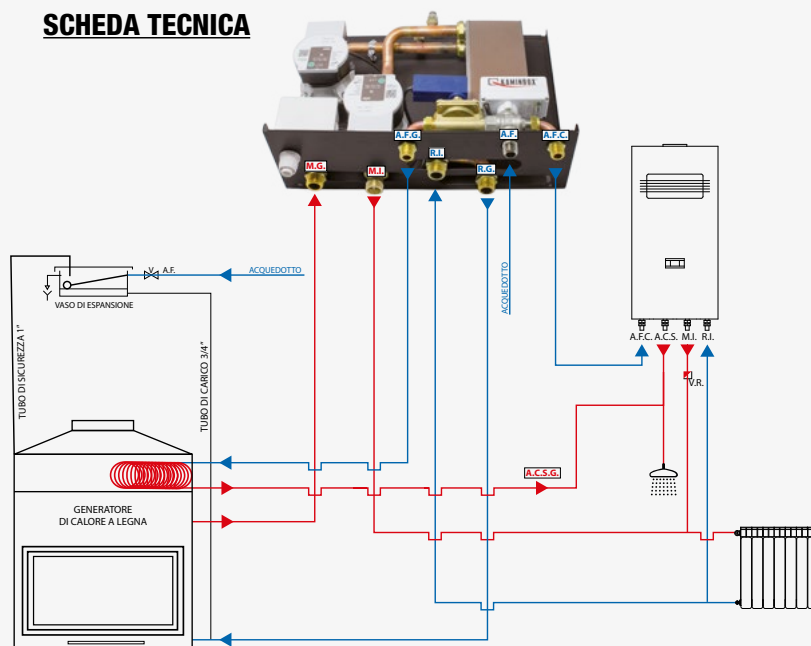 SCHEDA TECNICA
KAMINBOX
A.F.G.
A.F.
A.F.C.
R.I.
M.G.
M.I.
R.G.
V.
A.F.
ACQUEDOTTO
VASO DI ESPANSIONE
ACQUEDOTTO
TUBO DI SICUREZZA 1"
TUBO DI CARICO 3/4"
A.F.C. A.C.S. M.I. R.I.
V.R.
A.C.S.G.
GENERATORE
DI CALORE A LEGNA